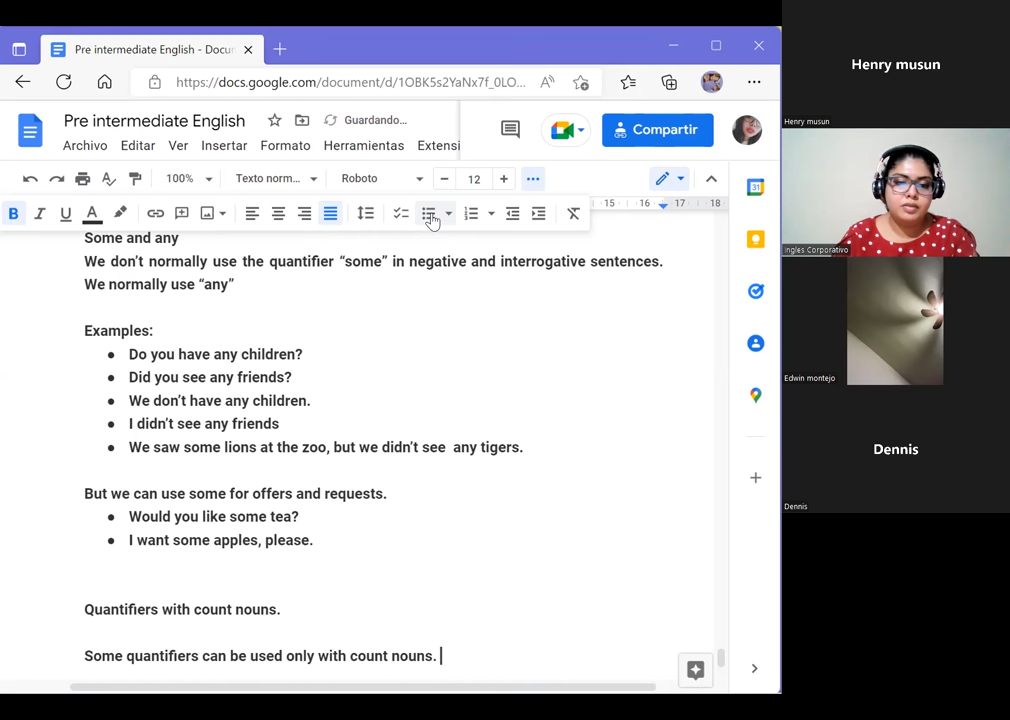 Pre intermediate English - Docun
https://docs.google.com/document/d/1OBK5s2YaNx7f_0LO...
Pre intermediate English
Guardando...
Compartir
Archivo Editar Ver Insertar Formato Herramientas Extensi
100% Texto norm... Roboto 12
15 16 17 18
Some and any
We don't normally use the quantifier “some” in negative and interrogative sentences.
We normally use “any”
Examples:
● Do you have any children?
● Did you see any friends?
● We don't have any children.
● I didn't see any friends
● We saw some lions at the zoo, but we didn't see any tigers.
But we can use some for offers and requests.
● Would you like some tea?
● I want some apples, please.
Quantifiers with count nouns.
Some quantifiers can be used only with count nouns.
Henry musun
Henry musun
Ingles Corporativo
Edwin montejo
Dennis
Dennis